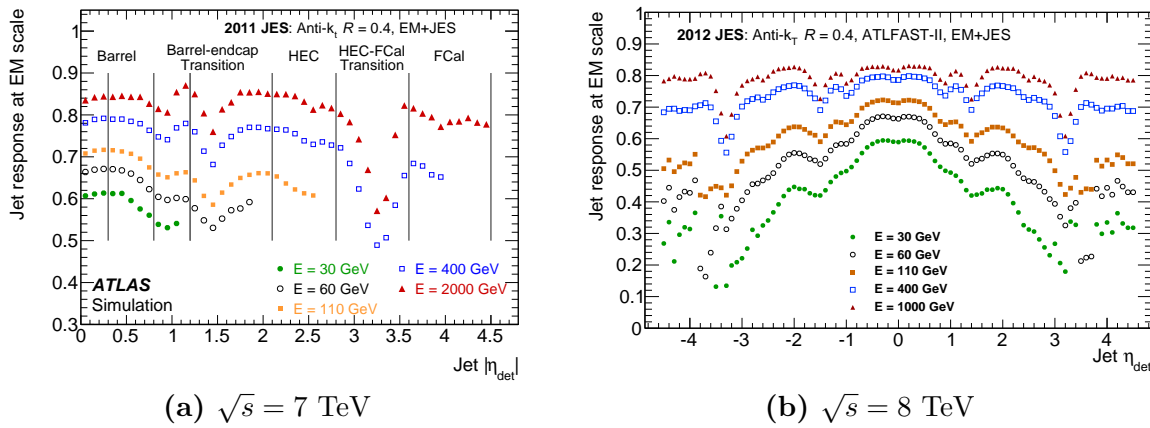 2011 JES: Anti-kt R = 0.4, EM+JES
Barrel
Barrel-endcap
Transition
HEC
HEC-FCal
Transition
FCal
Jet response at EM scale
1
0.9
0.8
0.7
0.6
0.5
0.4
0.3
ATLAS
Simulation
E = 30 GeV
E = 60 GeV
E = 110 GeV
E = 400 GeV
E = 2000 GeV
0 0.5 1 1.5 2 2.5 3 3.5 4 4.5
Jet |ηdet|
(a) √s = 7 TeV
2012 JES: Anti-kT R = 0.4, ATLFAST-II, EM+JES
Jet response at EM scale
1
0.9
0.8
0.7
0.6
0.5
0.4
0.3
0.2
0.1
0
E = 30 GeV
E = 60 GeV
E = 110 GeV
E = 400 GeV
E = 1000 GeV
-4 -3 -2 -1 0 1 2 3 4
Jet ηdet
(b) √s = 8 TeV